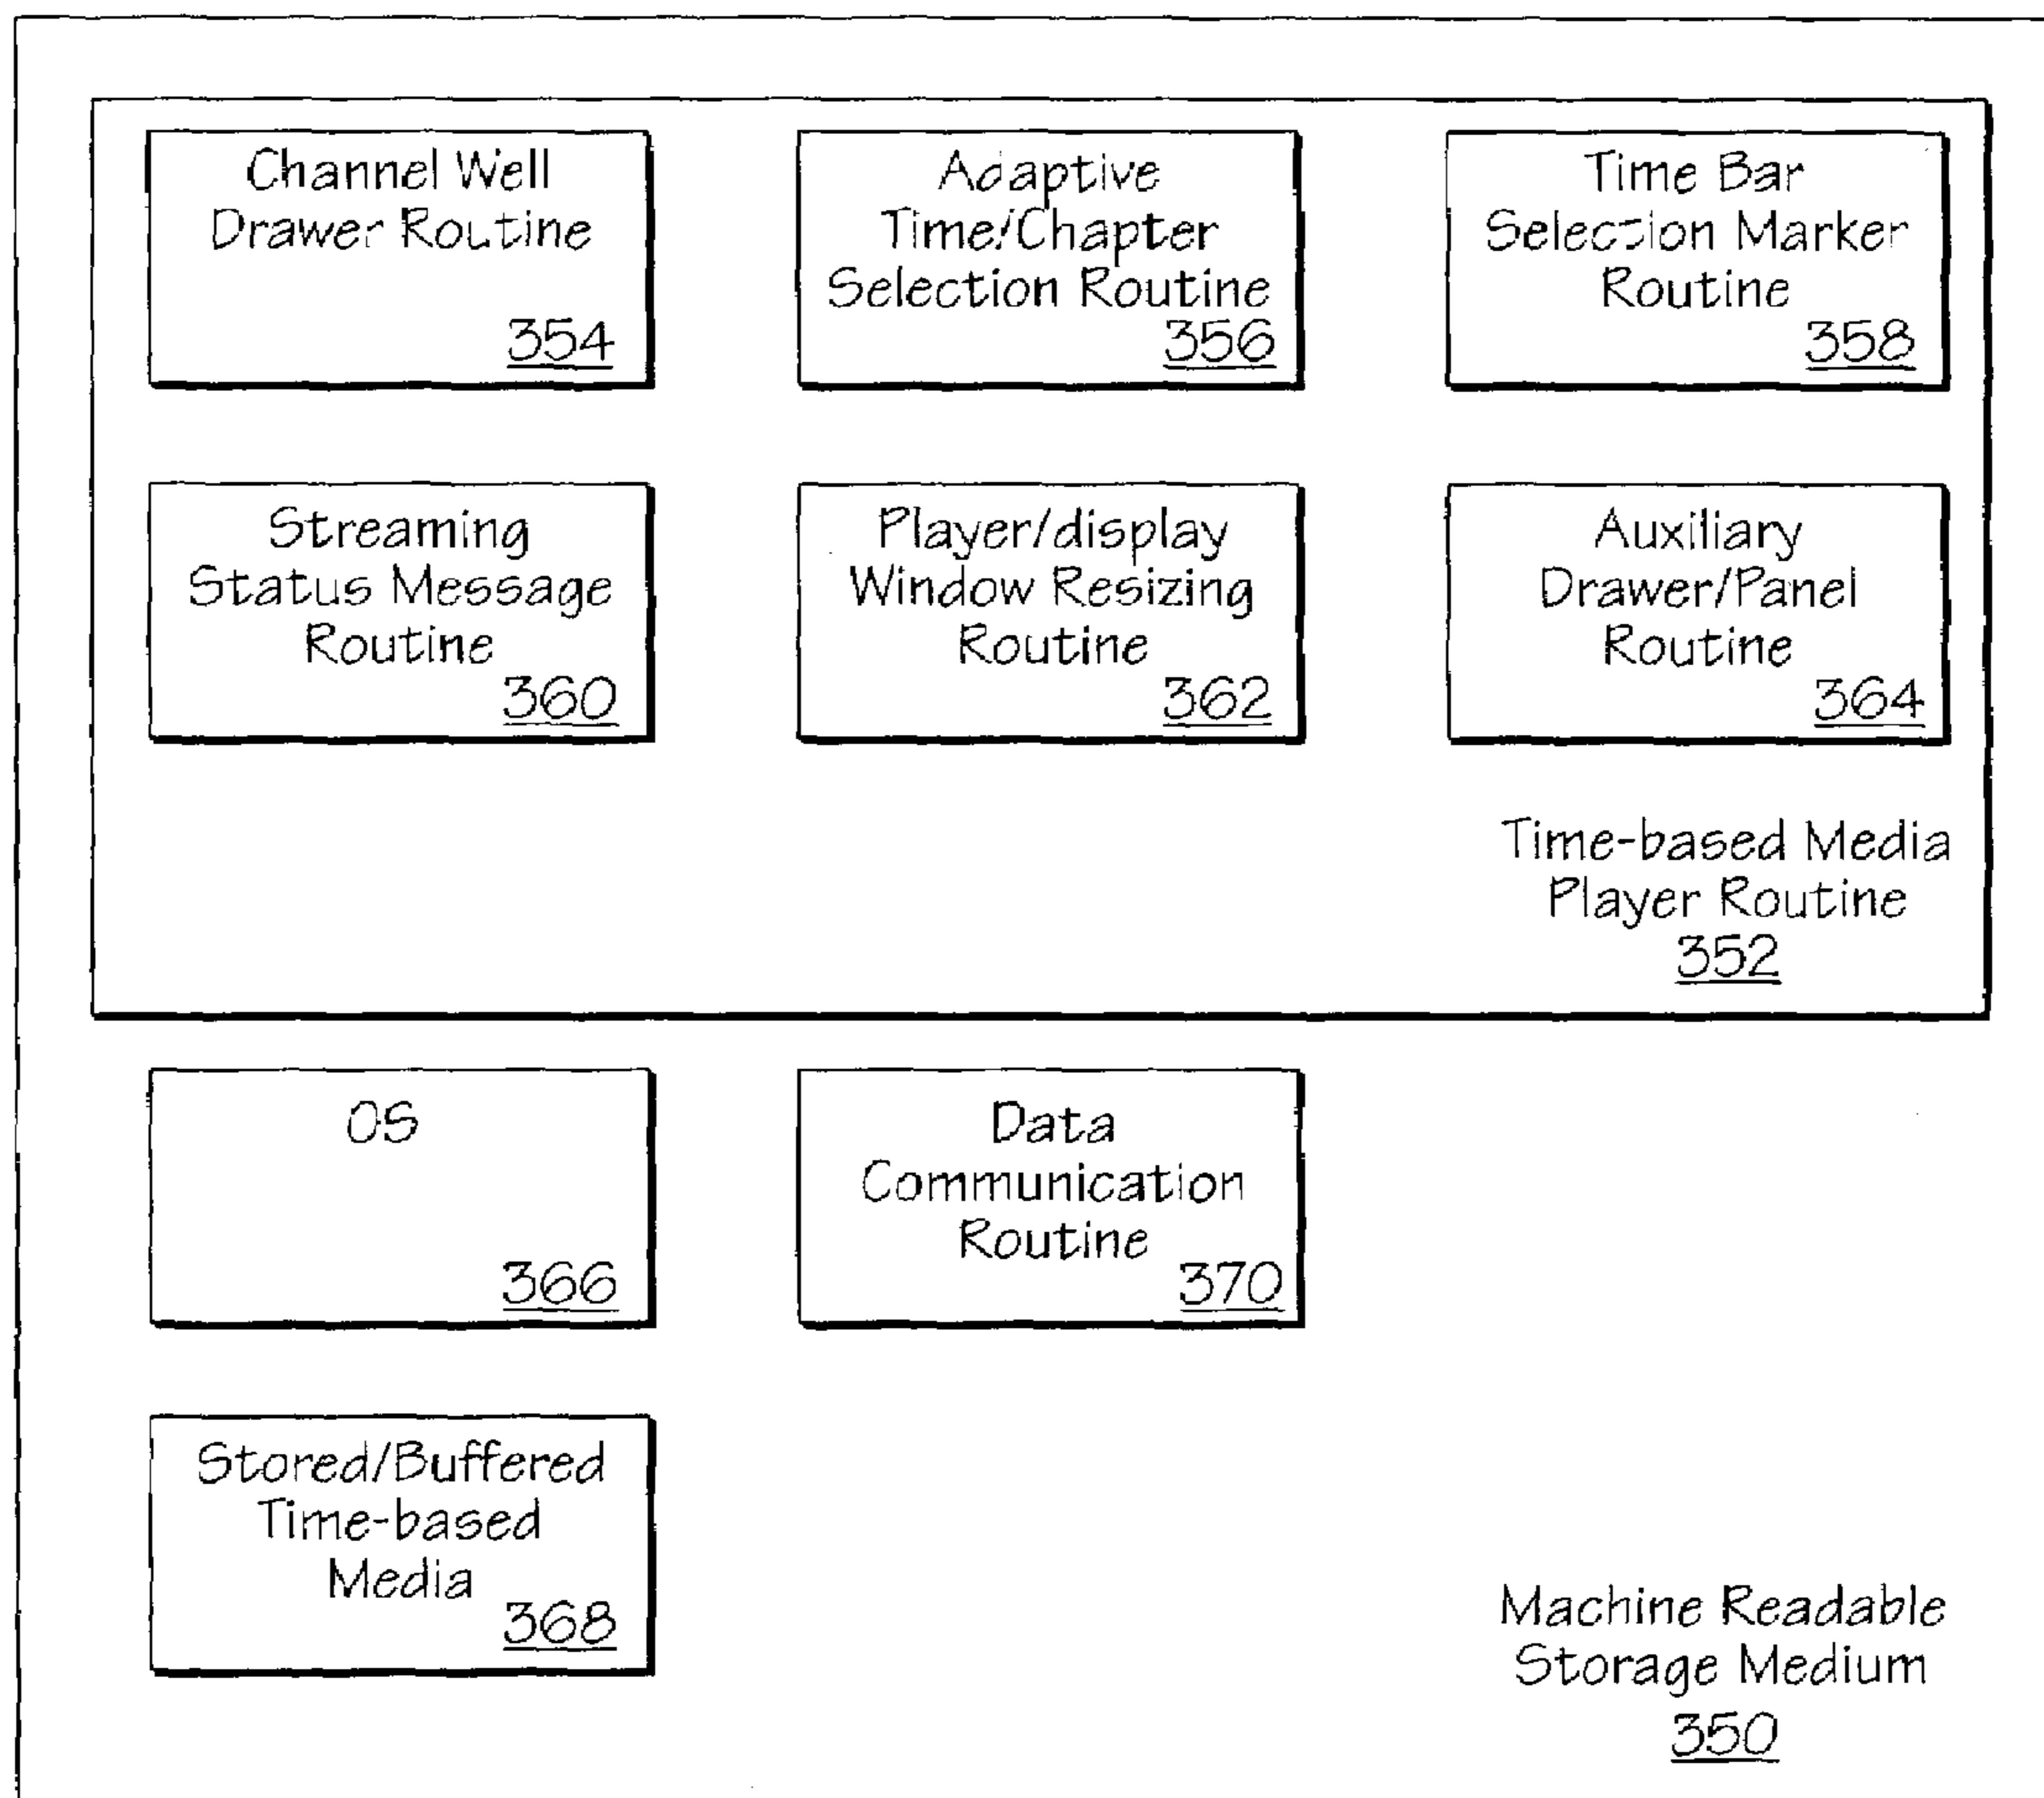 Channel Well
Drawer Routine
354
Adaptive
Time/Chapter
Selection Routine
356
Time Bar
Selection Marker
Routine
358
Streaming
Status Message
Routine
360
Player/display
Window Resizing
Routine
362
Auxiliary
Drawer/Panel
Routine
364
Time-based Media
Player Routine
352
OS
366
Data
Communication
Routine
370
Stored/Buffered
Time-based
Media
368
Machine Readable
Storage Medium
350